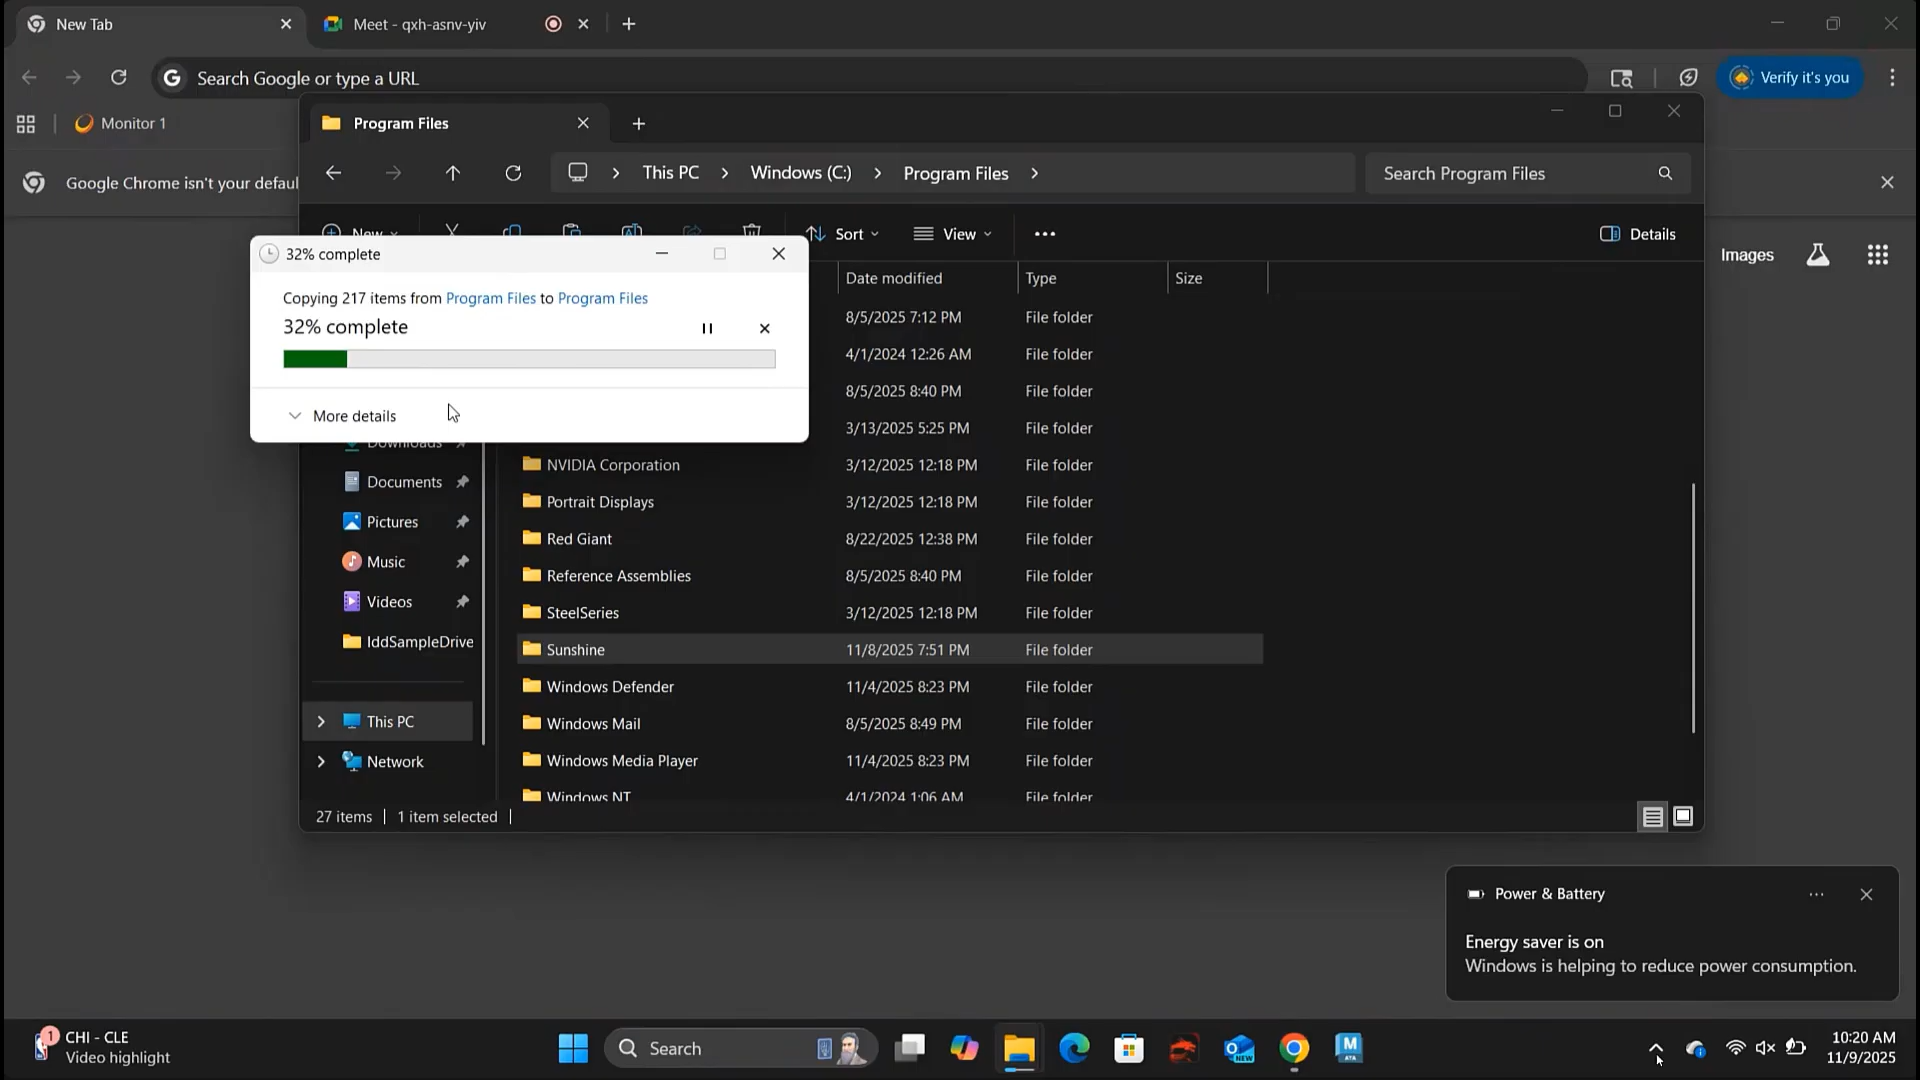 New Tab
Meet - qxh-asnv-yiv
Search Google or type a URL
Verify it's you
Monitor 1
Program Files
Google Chrome isn't your defaul
This PC
Windows (C:)
Program Files
Search Program Files
New
Sort
View
Details
Images
32% complete
Copying 217 items from Program Files to Program Files
32% complete
More details
Date modified
Type
Size
8/5/2025 7:12 PM
File folder
4/1/2024 12:26 AM
File folder
8/5/2025 8:40 PM
File folder
3/13/2025 5:25 PM
File folder
Downloads
Documents
Pictures
Music
Videos
IddSampleDrive
This PC
Network
NVIDIA Corporation
3/12/2025 12:18 PM
File folder
Portrait Displays
3/12/2025 12:18 PM
File folder
Red Giant
8/22/2025 12:38 PM
File folder
Reference Assemblies
8/5/2025 8:40 PM
File folder
SteelSeries
3/12/2025 12:18 PM
File folder
Sunshine
11/8/2025 7:51 PM
File folder
Windows Defender
11/4/2025 8:23 PM
File folder
Windows Mail
8/5/2025 8:49 PM
File folder
Windows Media Player
11/4/2025 8:23 PM
File folder
Windows NT
4/1/2024 1:06 AM
File folder
27 items
1 item selected
Power & Battery
Energy saver is on
Windows is helping to reduce power consumption.
1
CHI - CLE
Video highlight
Search
NEW
M
ATA
10:20 AM
11/9/2025